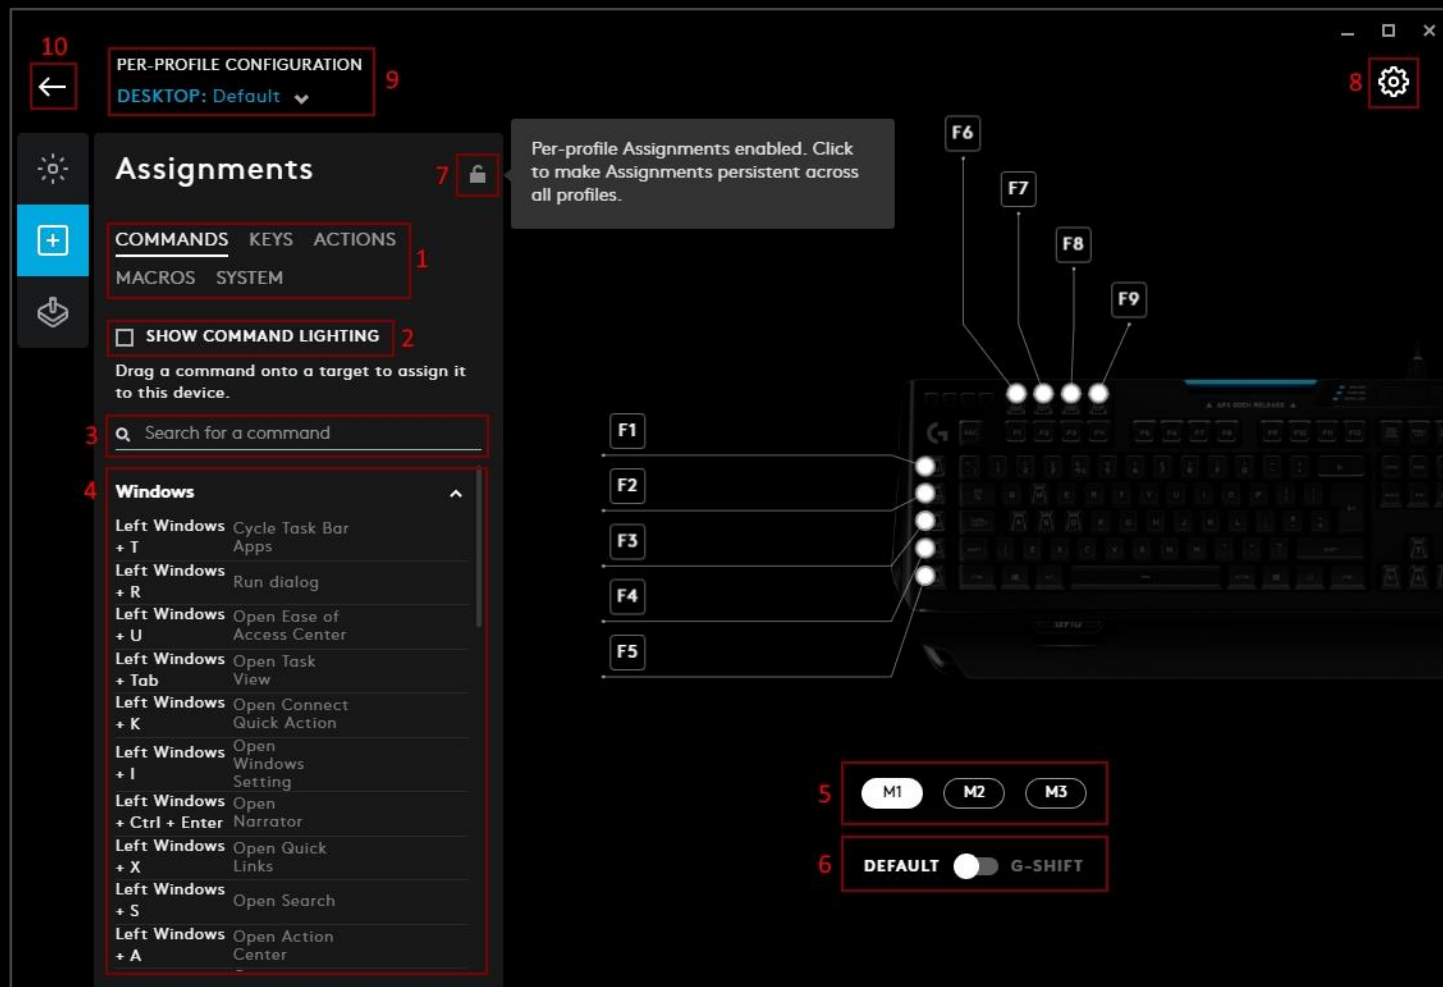 10
PER-PROFILE CONFIGURATION
9
DESKTOP: Default
8
Assignments
7
Per-profile Assignments enabled. Click
to make Assignments persistent across
all profiles.
COMMANDS KEYS ACTIONS
MACROS SYSTEM
1
SHOW COMMAND LIGHTING
2
Drag a command onto a target to assign it
to this device.
3
Search for a command
4
Windows
Left Windows
+ T
Cycle Task Bar
Apps
Left Windows
+ R
Run dialog
Left Windows
+ U
Open Ease of
Access Center
Left Windows
+ Tab
Open Task
View
Left Windows
+ K
Open Connect
Quick Action
Left Windows
+ I
Open
Windows
Setting
Left Windows
+ Ctrl + Enter
Open
Narrator
Left Windows
+ X
Open Quick
Links
Left Windows
+ S
Open Search
Left Windows
+ A
Open Action
Center
F6
F7
F8
F9
F1
F2
F3
F4
F5
5
M1 M2 M3
6
DEFAULT G-SHIFT